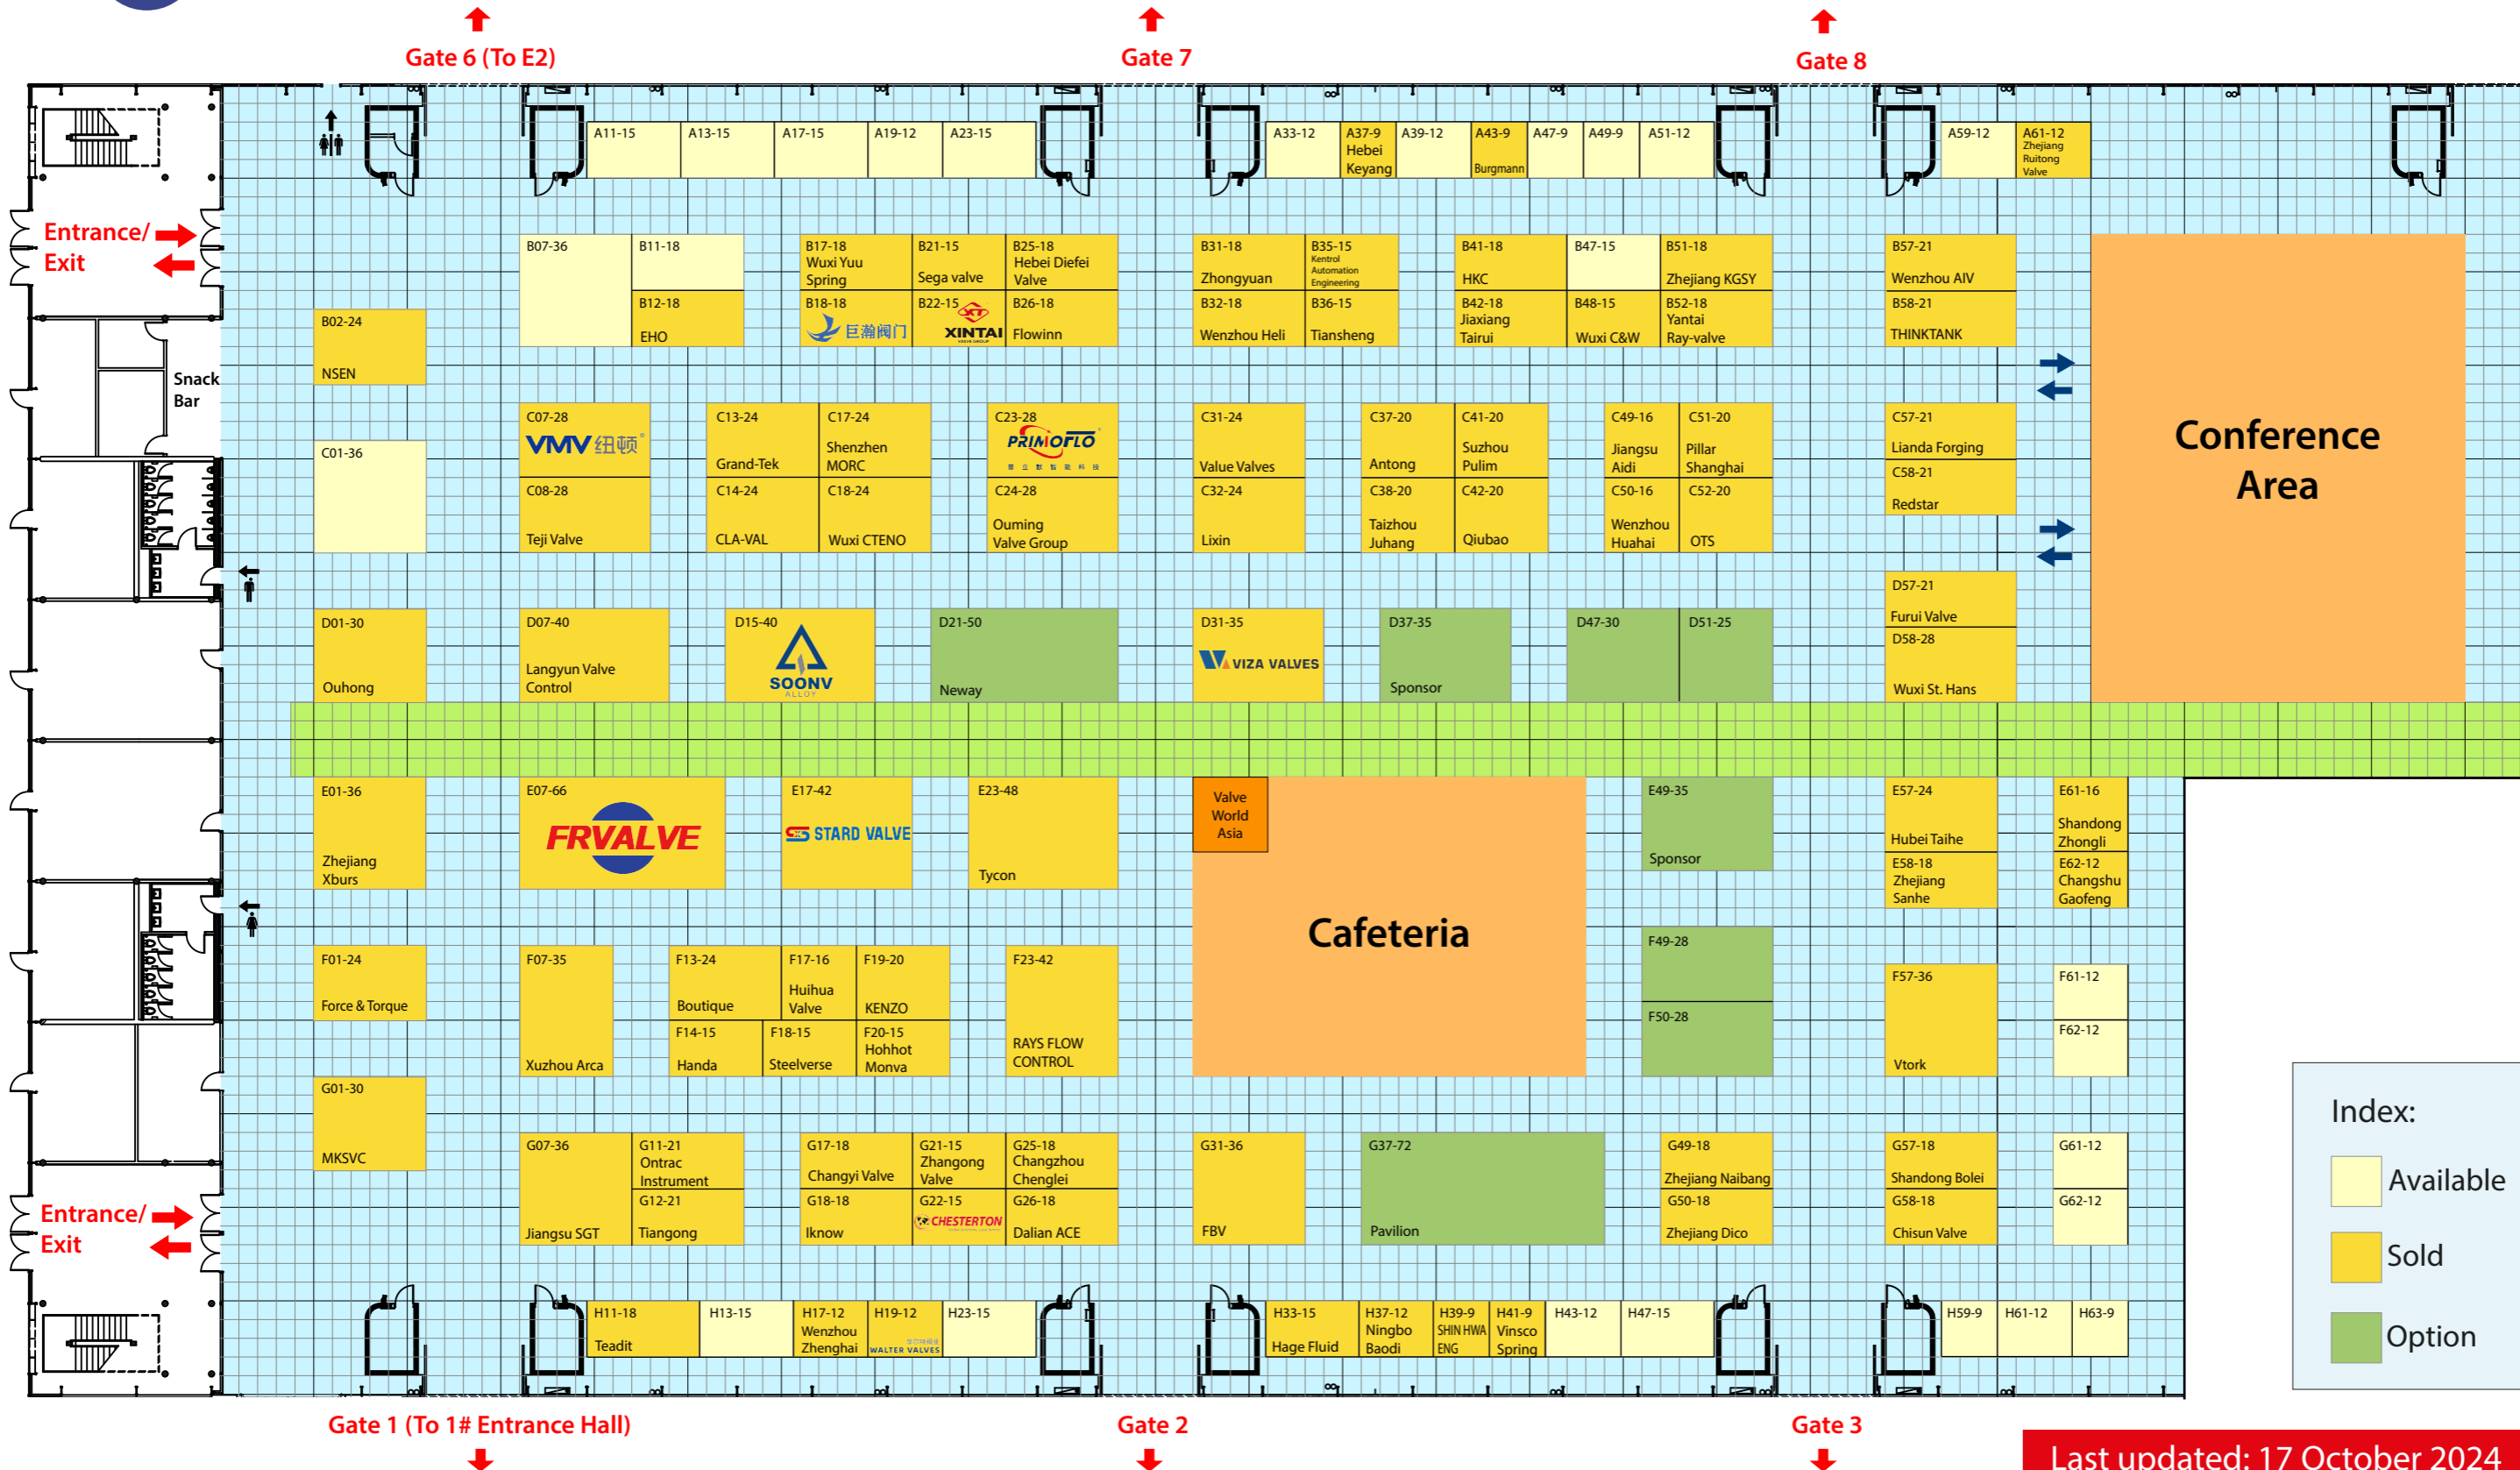 Gate 6 (To E2)
Gate 7
Gate 8
A11-15
A13-15
A17-15
A19-12
A23-15
A33-12
A37-9
Hebei
Keyang
A39-12
A43-9
Burgmann
A47-9
A49-9
A51-12
A59-12
A61-12
Zhejiang
Ruitong
Valve
Entrance/
Exit
B07-36
B11-18
B17-18
Wuxi Yuu
Spring
B21-15
Sega valve
B25-18
Hebei Diefei
Valve
B31-18
Zhongyuan
B35-15
Kentrol
Automation
Engineering
B41-18
HKC
B47-15
B51-18
Zhejiang KGSY
B57-21
Wenzhou AIV
B02-24
NSEN
B12-18
EHO
B18-18
巨瀚阀门
B22-15
XT
XINTAI
VALVE GROUP
B26-18
Flowinn
B32-18
Wenzhou Heli
B36-15
Tiansheng
B42-18
Jiaxiang
Tairui
B48-15
Wuxi C&W
B52-18
Yantai
Ray-valve
B58-21
THINKTANK
Snack
Bar
C01-36
C07-28
VMV 纽顿®
C13-24
Grand-Tek
C17-24
Shenzhen
MORC
C23-28
PRIMOFLO®
C31-24
Value Valves
C37-20
Antong
C41-20
Suzhou
Pulim
C49-16
Jiangsu
Aidi
C51-20
Pillar
Shanghai
C57-21
Lianda Forging
Conference
Area
C08-28
Teji Valve
C14-24
CLA-VAL
C18-24
Wuxi CTENO
C24-28
Ouming
Valve Group
C32-24
Lixin
C38-20
Taizhou
Juhang
C42-20
Qiubao
C50-16
Wenzhou
Huahai
C52-20
OTS
C58-21
Redstar
D01-30
Ouhong
D07-40
Langyun Valve
Control
D15-40
SOONV
ALLOY
D21-50
Neway
D31-35
VIZA VALVES
D37-35
Sponsor
D47-30
D51-25
D57-21
Furui Valve
D58-28
Wuxi St. Hans
E01-36
Zhejiang
Xburs
E07-66
FRVALVE
E17-42
STARD VALVE
E23-48
Tycon
Valve
World
Asia
Cafeteria
E49-35
Sponsor
E57-24
Hubei Taihe
E58-18
Zhejiang
Sanhe
E61-16
Shandong
Zhongli
E62-12
Changshu
Gaofeng
F01-24
Force & Torque
F07-35
Xuzhou Arca
F13-24
Boutique
F17-16
Huihua
Valve
F19-20
KENZO
F23-42
RAYS FLOW
CONTROL
F14-15
Handa
F18-15
Steelverse
F20-15
Hohhot
Monva
F49-28
F50-28
F57-36
Vtork
F61-12
F62-12
G01-30
MKSVC
G07-36
Jiangsu SGT
G11-21
Ontrac
Instrument
G12-21
Tiangong
G17-18
Changyi Valve
G21-15
Zhangong
Valve
G25-18
Changzhou
Chenglei
G18-18
Iknow
G22-15
CHESTERTON
G26-18
Dalian ACE
G31-36
FBV
G37-72
Pavilion
G49-18
Zhejiang Naibang
G50-18
Zhejiang Dico
G57-18
Shandong Bolei
G58-18
Chisun Valve
G61-12
G62-12
Entrance/
Exit
H11-18
Teadit
H13-15
H17-12
Wenzhou
Zhenghai
H19-12
WALTER VALVES
H23-15
H33-15
Hage Fluid
H37-12
Ningbo
Baodi
H39-9
SHIN HWA
ENG
H41-9
Vinsco
Spring
H43-12
H47-15
H59-9
H61-12
H63-9
Index:
Available
Sold
Option
Gate 1 (To 1# Entrance Hall)
Gate 2
Gate 3
Last updated: 17 October 2024